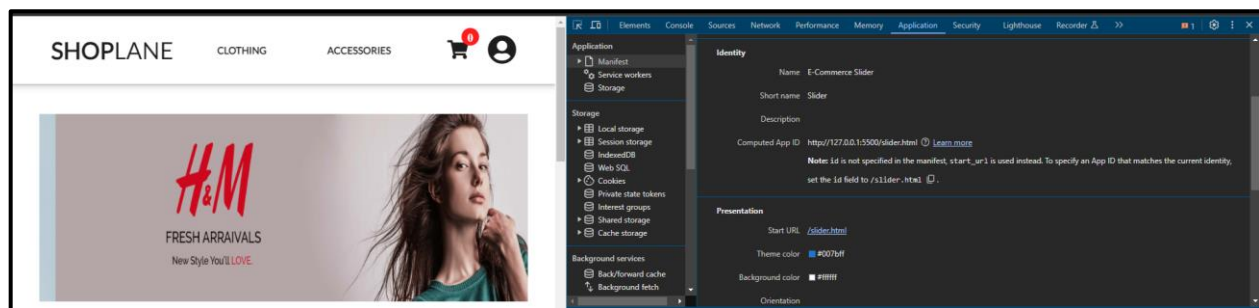 SHOPLANE CLOTHING ACCESSORIES 0
H&M
FRESH ARRAIVALS
New Style You'll LOVE.
Elements Console Sources Network Performance Memory Application Security Lighthouse Recorder >> 1
Application
Manifest
Service workers
Storage
Storage
Local storage
Session storage
IndexedDB
Web SQL
Cookies
Private state tokens
Interest groups
Shared storage
Cache storage
Background services
Back/forward cache
Background fetch
Identity
Name E-Commerce Slider
Short name Slider
Description
Computed App ID http://127.0.0.1:5500/slider.html ? Learn more
Note: id is not specified in the manifest, start_url is used instead. To specify an App ID that matches the current identity,
set the id field to /slider.html .
Presentation
Start URL /slider.html
Theme color #007bff
Background color #ffffff
Orientation